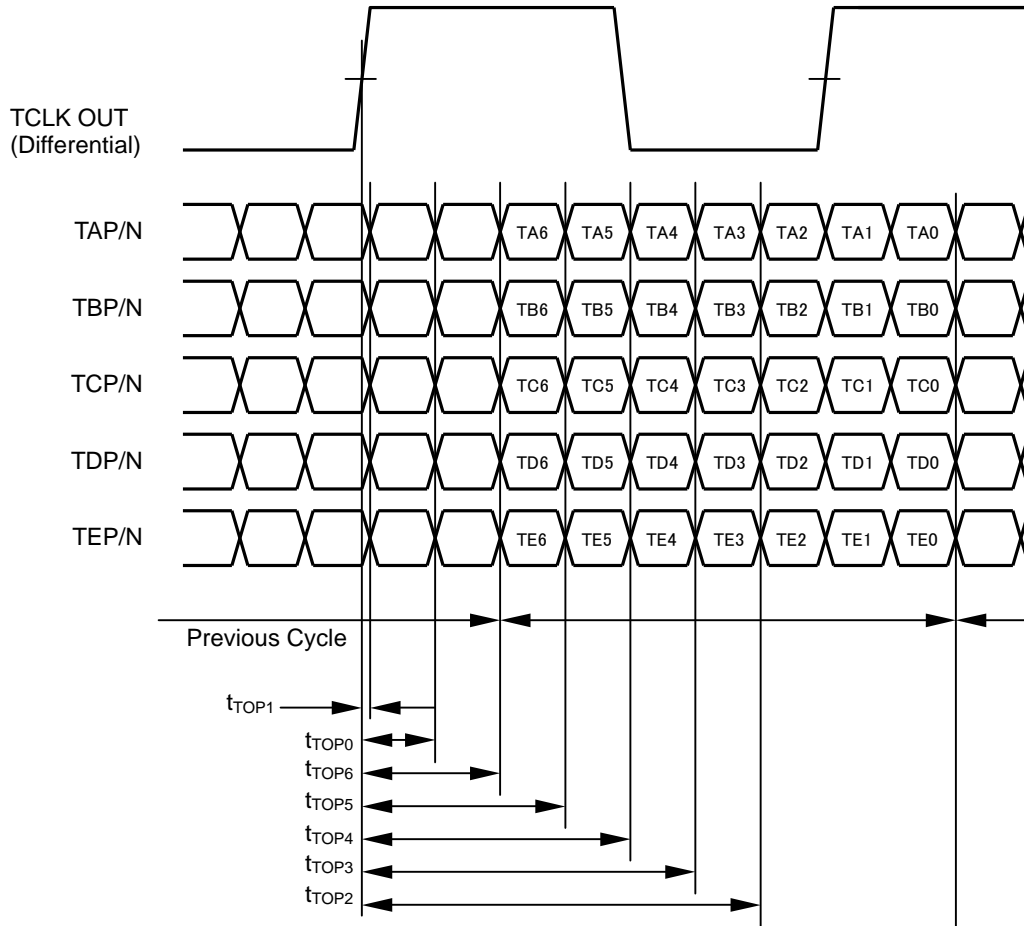 TCLK OUT
(Differential)
TAP/N TA6 TA5 TA4 TA3 TA2 TA1 TA0
TBP/N TB6 TB5 TB4 TB3 TB2 TB1 TB0
TCP/N TC6 TC5 TC4 TC3 TC2 TC1 TC0
TDP/N TD6 TD5 TD4 TD3 TD2 TD1 TD0
TEP/N TE6 TE5 TE4 TE3 TE2 TE1 TE0
Previous Cycle
tTOP1
tTOP0
tTOP6
tTOP5
tTOP4
tTOP3
tTOP2